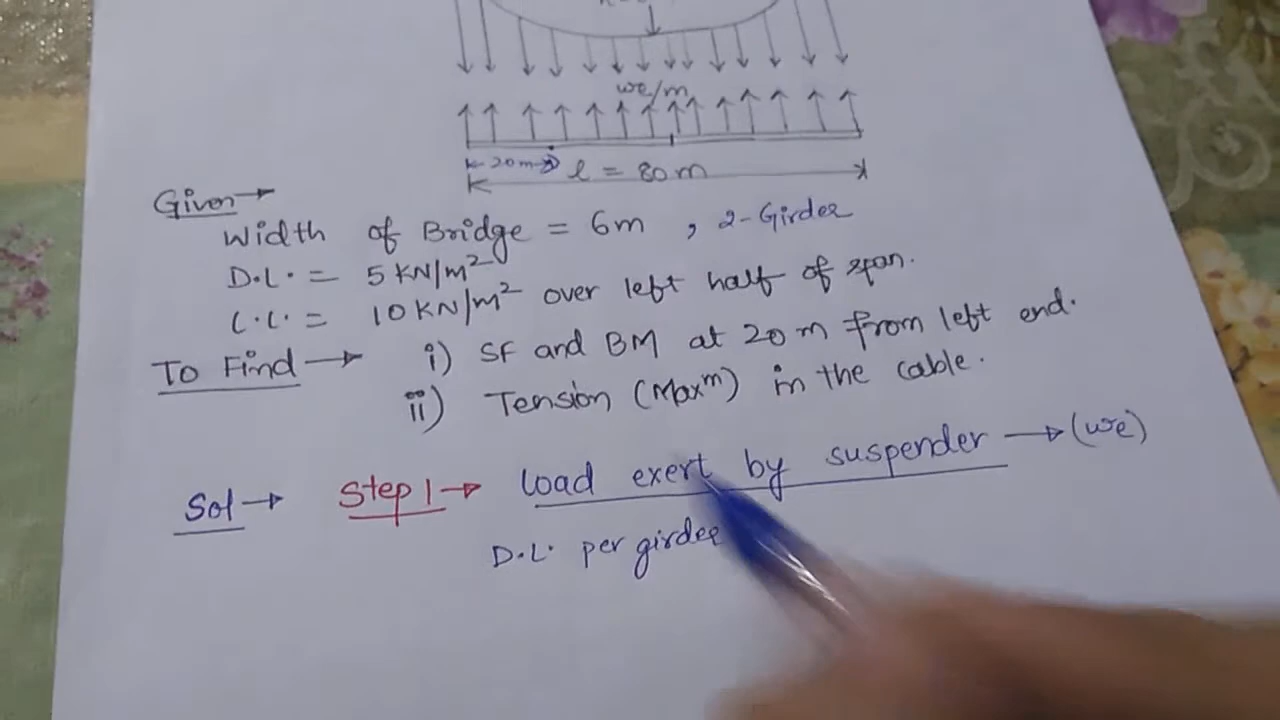 we/m
20m
l = 80m
Given →
Width of Bridge = 6m , 2-Girder
D.L. = 5 KN/m²
L.L. = 10 KN/m² over left half of span.
To Find → i) SF and BM at 20 m from left end.
ii) Tension (Maxᵐ) in the cable.
Sol → Step 1 → Load exert by suspender → (we)
D.L. per girder